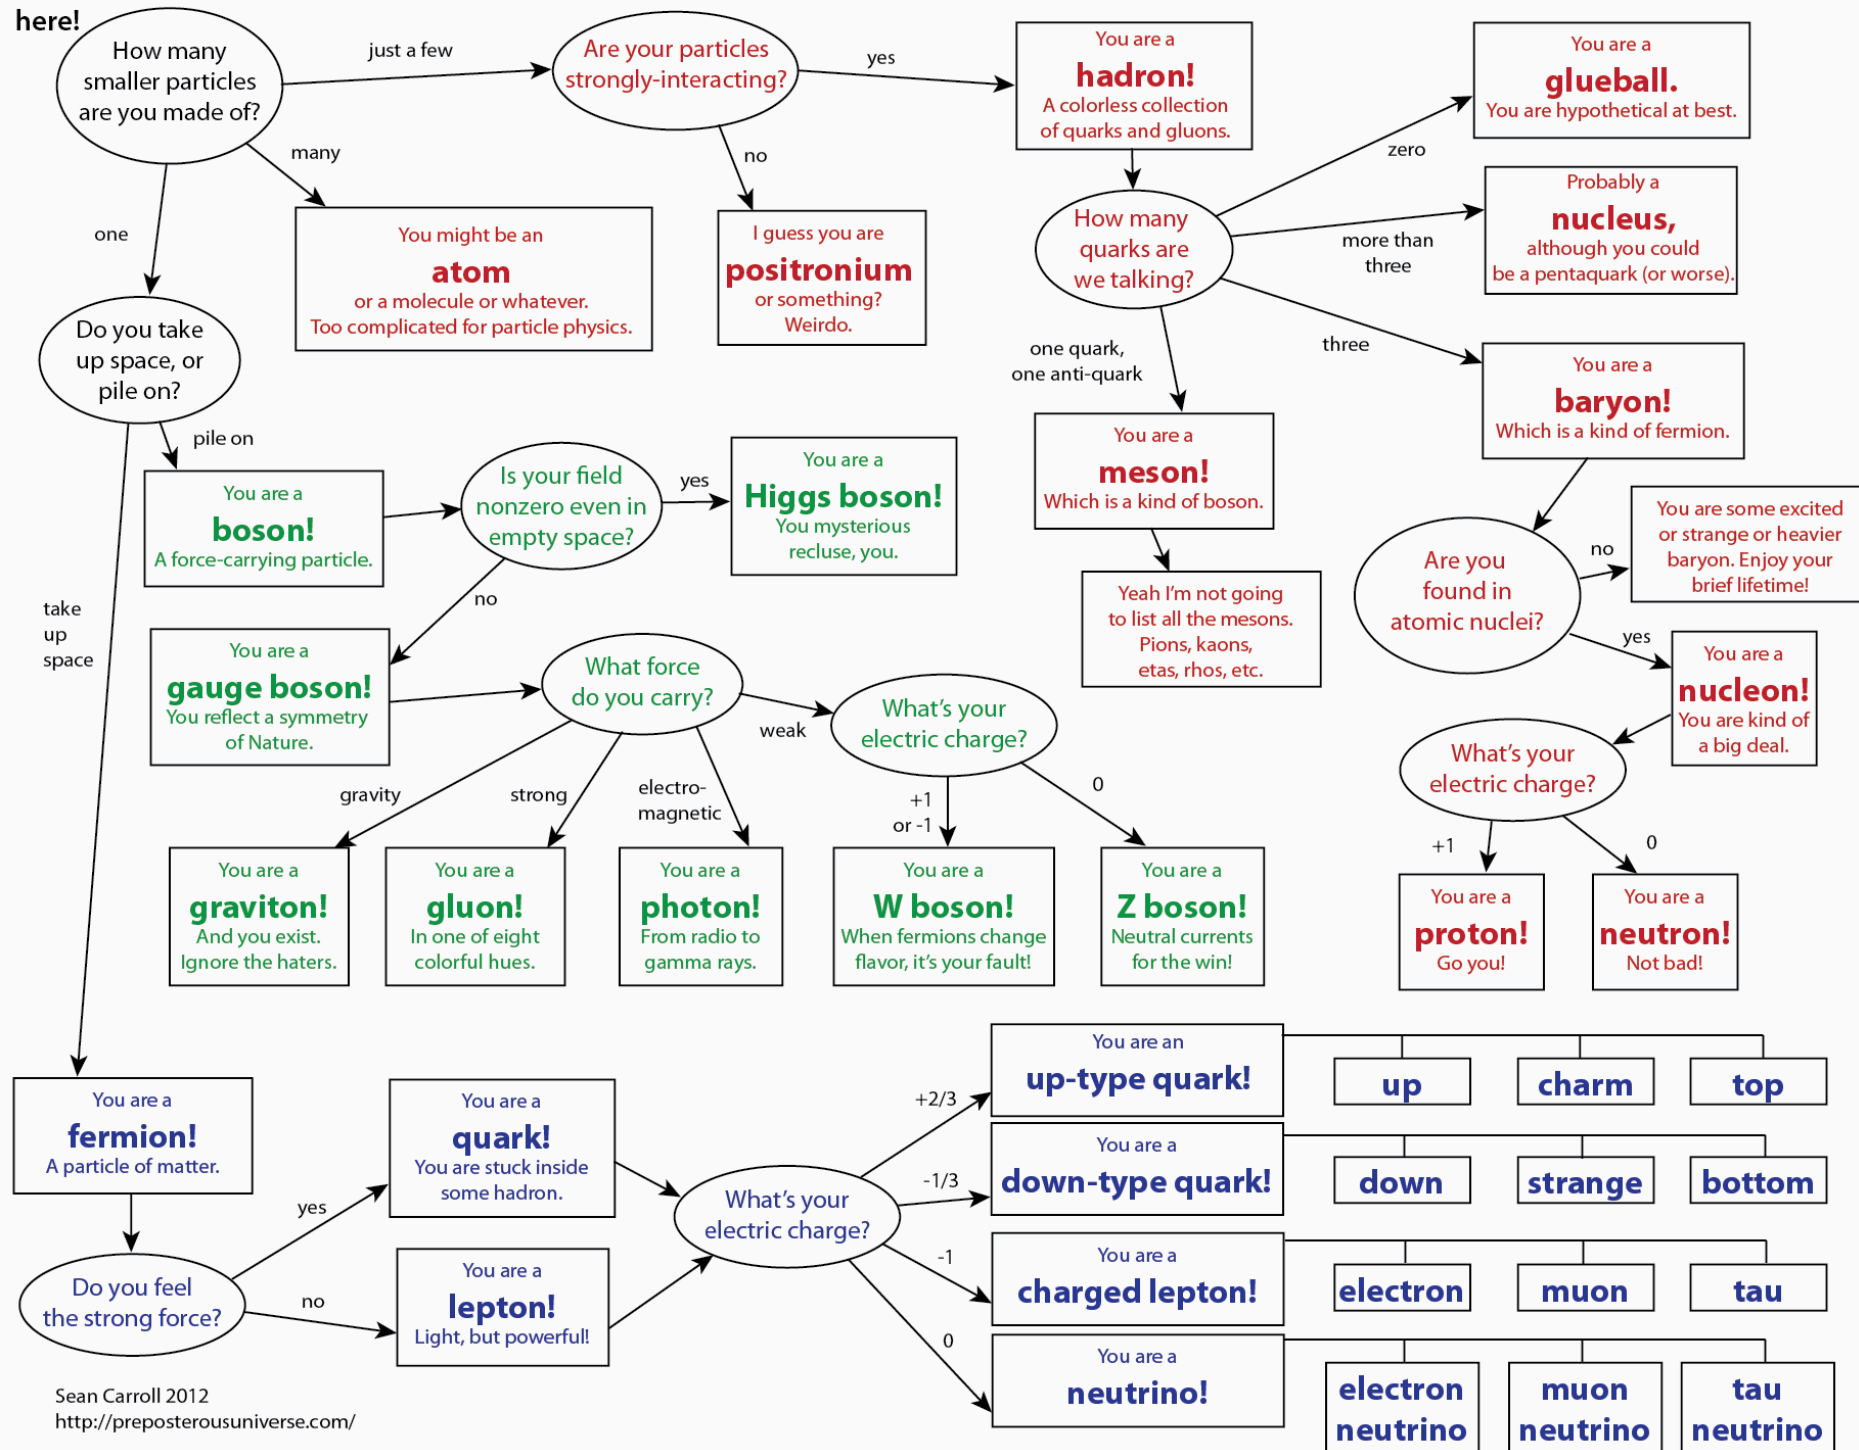 here!
How many
smaller particles
are you made of?
just a few
many
one
Are your particles
strongly-interacting?
yes
no
You are a
hadron!
A colorless collection
of quarks and gluons.
You are a
glueball.
You are hypothetical at best.
zero
Probably a
nucleus,
although you could
be a pentaquark (or worse).
more than
three
How many
quarks are
we talking?
You might be an
atom
or a molecule or whatever.
Too complicated for particle physics.
I guess you are
positronium
or something?
Weirdo.
Do you take
up space, or
pile on?
one quark,
one anti-quark
three
You are a
baryon!
Which is a kind of fermion.
pile on
take
up
space
You are a
boson!
A force-carrying particle.
Is your field
nonzero even in
empty space?
yes
no
You are a
Higgs boson!
You mysterious
recluse, you.
You are a
meson!
Which is a kind of boson.
Yeah I'm not going
to list all the mesons.
Pions, kaons,
etas, rhos, etc.
Are you
found in
atomic nuclei?
no
yes
You are some excited
or strange or heavier
baryon. Enjoy your
brief lifetime!
You are a
nucleon!
You are kind of
a big deal.
What's your
electric charge?
+1
0
You are a
proton!
Go you!
You are a
neutron!
Not bad!
You are a
gauge boson!
You reflect a symmetry
of Nature.
What force
do you carry?
gravity
strong
electro-
magnetic
weak
What's your
electric charge?
+1
or -1
0
You are a
graviton!
And you exist.
Ignore the haters.
You are a
gluon!
In one of eight
colorful hues.
You are a
photon!
From radio to
gamma rays.
You are a
W boson!
When fermions change
flavor, it's your fault!
You are a
Z boson!
Neutral currents
for the win!
You are a
fermion!
A particle of matter.
Do you feel
the strong force?
yes
no
You are a
quark!
You are stuck inside
some hadron.
You are a
lepton!
Light, but powerful!
What's your
electric charge?
+2/3
-1/3
-1
0
You are an
up-type quark!
up
charm
top
You are a
down-type quark!
down
strange
bottom
You are a
charged lepton!
electron
muon
tau
You are a
neutrino!
electron
neutrino
muon
neutrino
tau
neutrino
Sean Carroll 2012
http://preposterousuniverse.com/